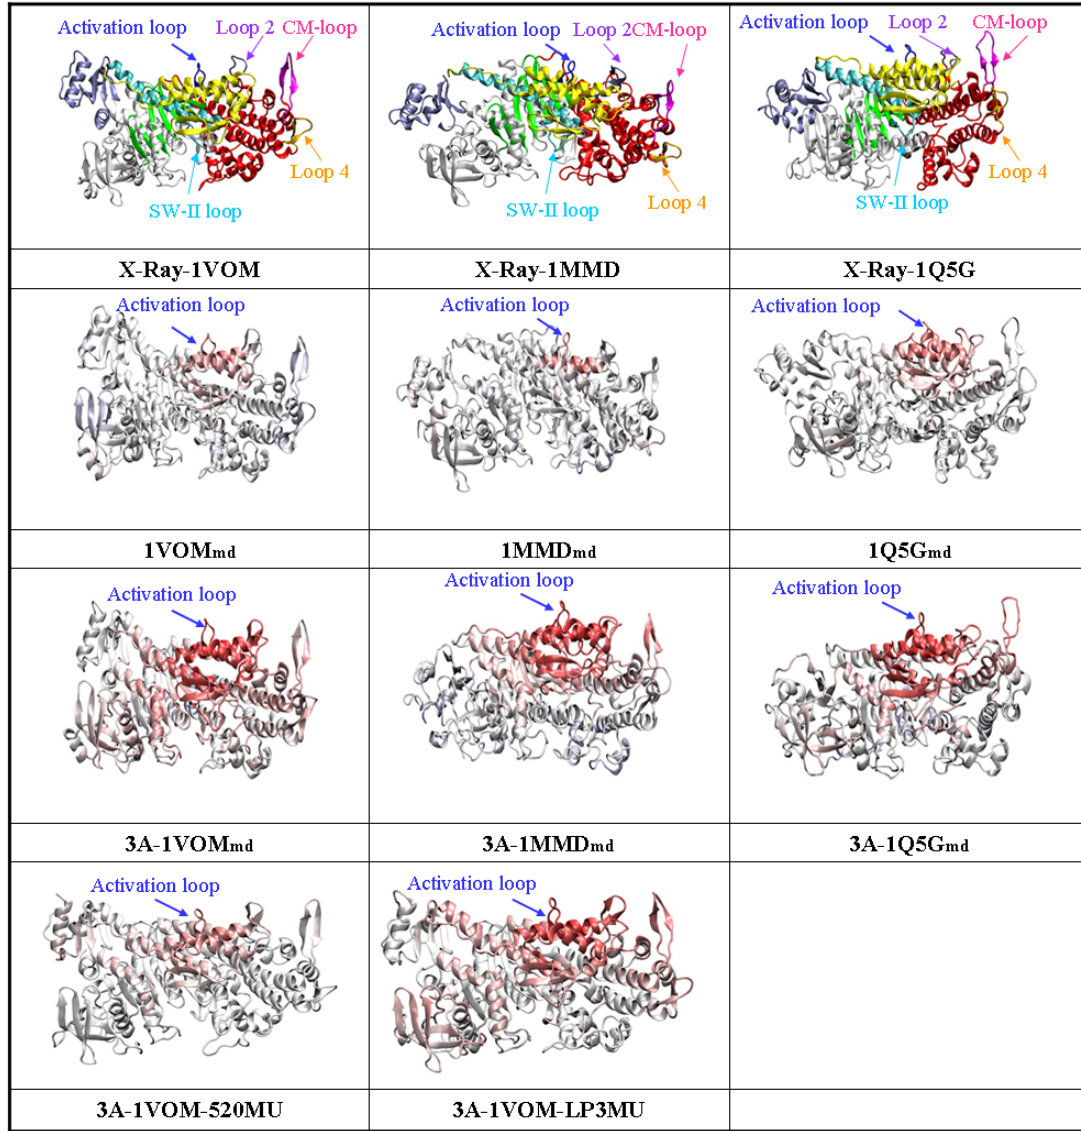 Activation loop Loop 2 CM-loop
Activation loop Loop 2CM-loop
Activation loop Loop 2 CM-loop
SW-II loop Loop 4
SW-II loop Loop 4
SW-II loop Loop 4
X-Ray-1VOM X-Ray-1MMD X-Ray-1Q5G
Activation loop Activation loop Activation loop
1VOMmd 1MMDmd 1Q5Gmd
Activation loop Activation loop Activation loop
3A-1VOMmd 3A-1MMDmd 3A-1Q5Gmd
Activation loop Activation loop
3A-1VOM-520MU 3A-1VOM-LP3MU